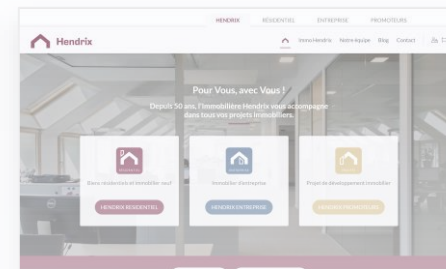 HENDRIX RÉSIDENTIEL ENTREPRISE PROMOTEURS
Hendrix
Immo Hendrix Notre équipe Blog Contact
Pour Vous, avec Vous !
Depuis 50 ans, l'immobilière Hendrix vous accompagne
dans tous vos projets immobiliers.
Biens résidentiels et immobilier neuf
Immobilier d'entreprise
Projet de développement immobilier
HENDRIX RESIDENTIEL
HENDRIX ENTREPRISE
HENDRIX PROMOTEURS